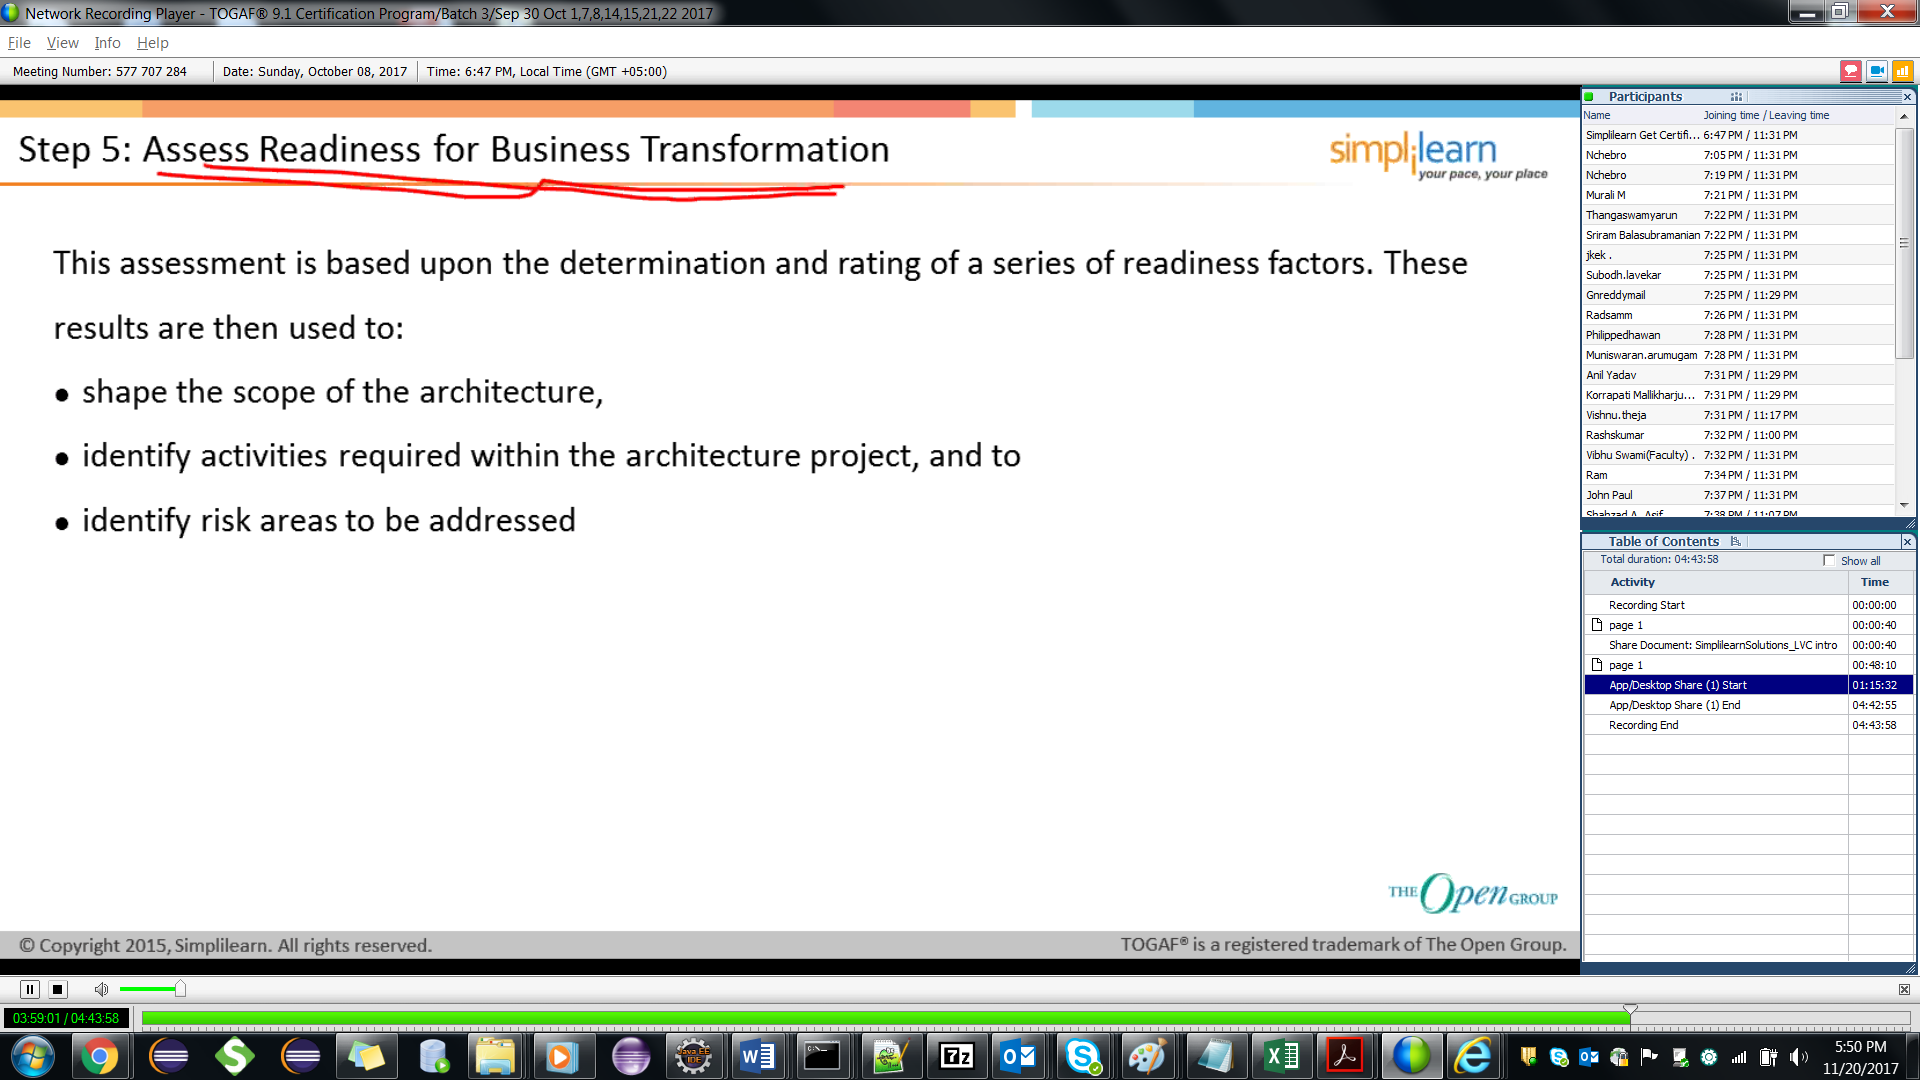 Network Recording Player - TOGAF® 9.1 Certification Program/Batch 3/Sep 30 Oct 1,7,8,14,15,21,22 2017
File View Info Help
Meeting Number: 577 707 284 Date: Sunday, October 08, 2017 Time: 6:47 PM, Local Time (GMT +05:00)
Step 5: Assess Readiness for Business Transformation
simplilearn
your pace, your place
This assessment is based upon the determination and rating of a series of readiness factors. These
results are then used to:
• shape the scope of the architecture,
• identify activities required within the architecture project, and to
• identify risk areas to be addressed
THE Open GROUP
© Copyright 2015, Simplilearn. All rights reserved.
TOGAF® is a registered trademark of The Open Group.
Participants
Name Joining time / Leaving time
Simplilearn Get Certifi... 6:47 PM / 11:31 PM
Nchebro 7:05 PM / 11:31 PM
Nchebro 7:19 PM / 11:31 PM
Murali M 7:21 PM / 11:31 PM
Thangaswamyarun 7:22 PM / 11:31 PM
Sriram Balasubramanian 7:22 PM / 11:31 PM
jkek . 7:25 PM / 11:31 PM
Subodh.lavekar 7:25 PM / 11:31 PM
Gnreddymail 7:25 PM / 11:29 PM
Radsamm 7:26 PM / 11:31 PM
Philippedhawan 7:28 PM / 11:31 PM
Muniswaran.arumugam 7:28 PM / 11:31 PM
Anil Yadav 7:31 PM / 11:29 PM
Korrapati Mallikharju... 7:31 PM / 11:29 PM
Vishnu.theja 7:31 PM / 11:17 PM
Rashskumar 7:32 PM / 11:00 PM
Vibhu Swami(Faculty) . 7:32 PM / 11:31 PM
Ram 7:34 PM / 11:31 PM
John Paul 7:37 PM / 11:31 PM
Shahzad A. Asif 7:38 PM / 11:07 PM
Table of Contents
Total duration: 04:43:58 Show all
Activity Time
Recording Start 00:00:00
page 1 00:00:40
Share Document: SimplilearnSolutions_LVC intro 00:00:40
page 1 00:48:10
App/Desktop Share (1) Start 01:15:32
App/Desktop Share (1) End 04:42:55
Recording End 04:43:58
03:59:01 / 04:43:58
Java EE
IDE
7z
5:50 PM
11/20/2017